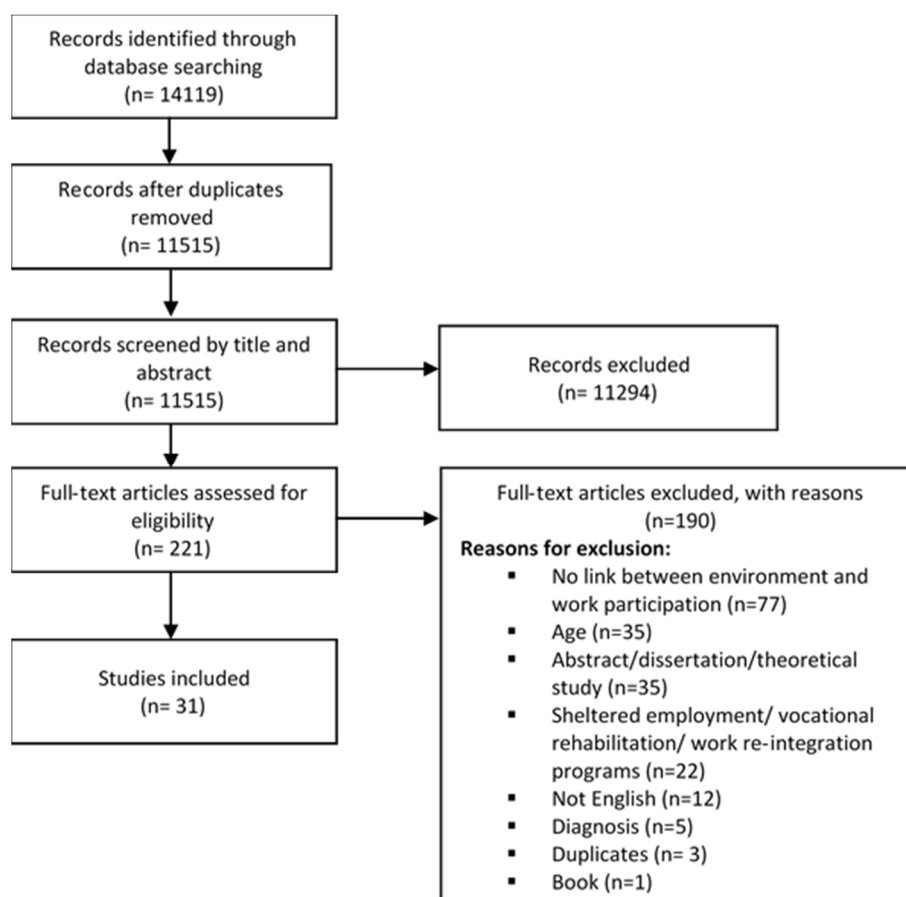 Records identified through
database searching
(n= 14119)
Records after duplicates
removed
(n= 11515)
Records screened by title and
abstract
(n= 11515)
Records excluded
(n= 11294)
Full-text articles assessed for
eligibility
(n= 221)
Full-text articles excluded, with reasons
(n=190)
Reasons for exclusion:
▪ No link between environment and
work participation (n=77)
▪ Age (n=35)
▪ Abstract/dissertation/theoretical
study (n=35)
▪ Sheltered employment/ vocational
rehabilitation/ work re-integration
programs (n=22)
▪ Not English (n=12)
▪ Diagnosis (n=5)
▪ Duplicates (n= 3)
▪ Book (n=1)
Studies included
(n= 31)